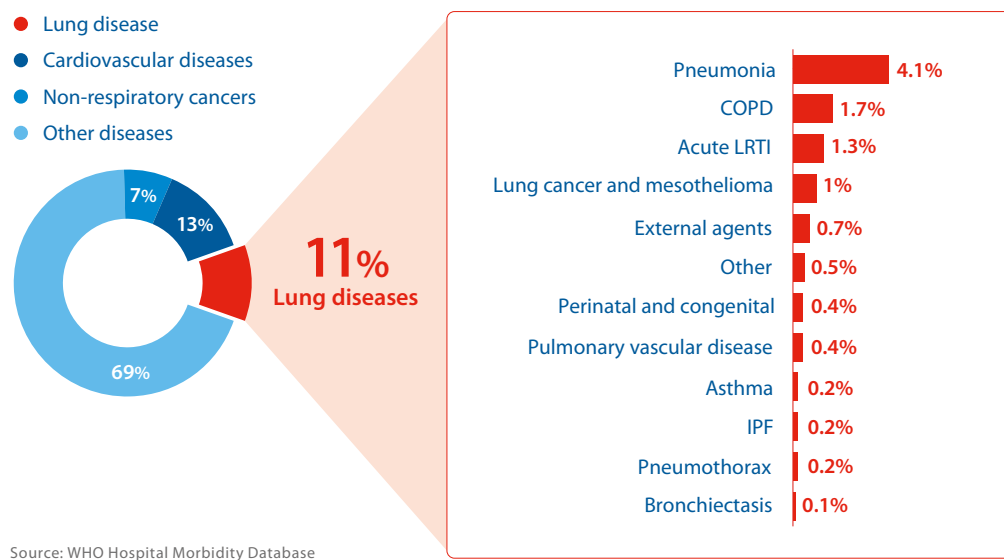 Lung disease
Cardiovascular diseases
Non-respiratory cancers
Other diseases
7%
13%
69%
11%
Lung diseases
Pneumonia 4.1%
COPD 1.7%
Acute LRTI 1.3%
Lung cancer and mesothelioma 1%
External agents 0.7%
Other 0.5%
Perinatal and congenital 0.4%
Pulmonary vascular disease 0.4%
Asthma 0.2%
IPF 0.2%
Pneumothorax 0.2%
Bronchiectasis 0.1%
Source: WHO Hospital Morbidity Database